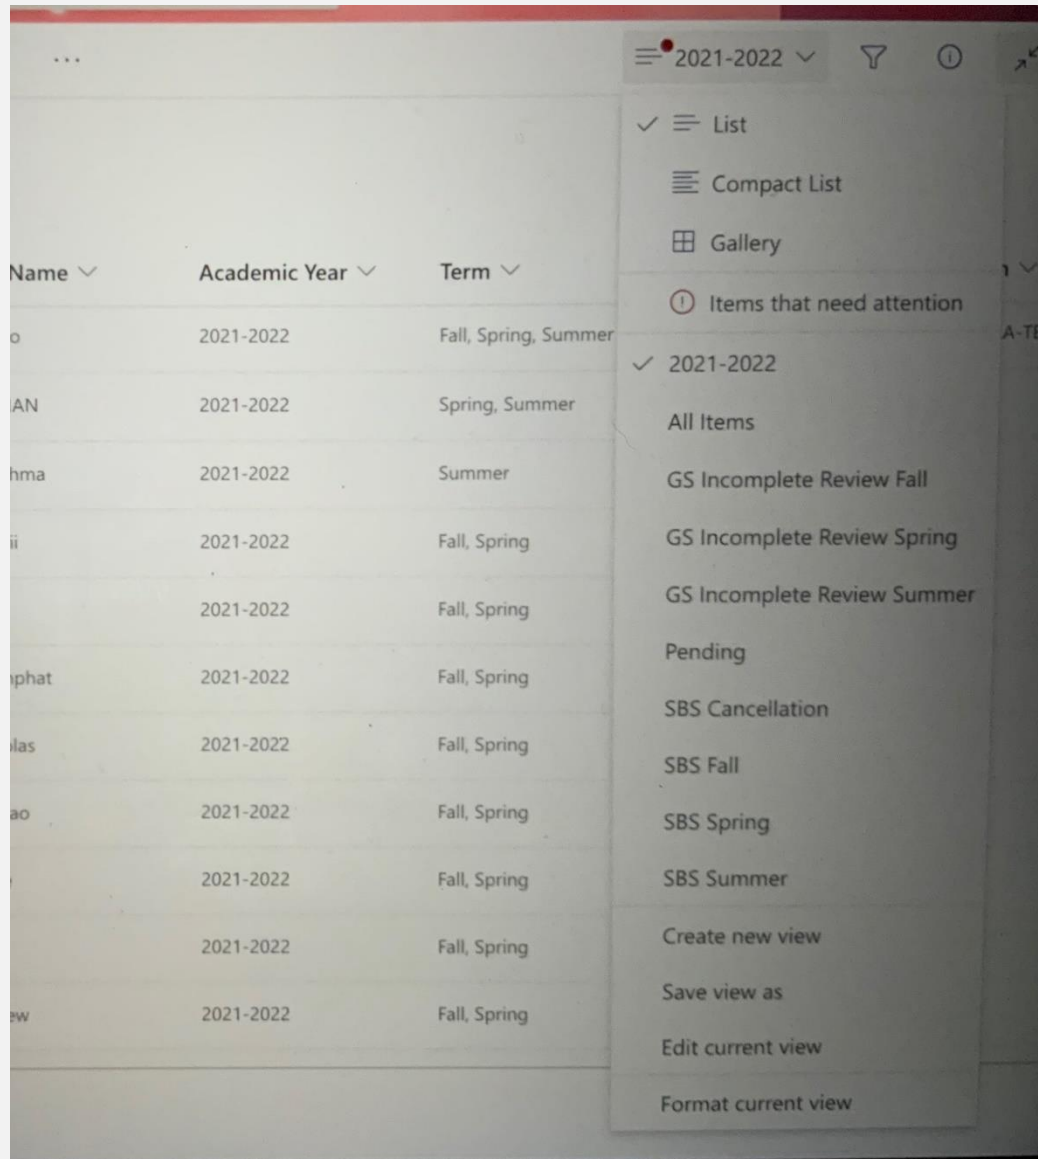 ...
2021-2022
List
Compact List
Gallery
Items that need attention
2021-2022
All Items
GS Incomplete Review Fall
GS Incomplete Review Spring
GS Incomplete Review Summer
Pending
SBS Cancellation
SBS Fall
SBS Spring
SBS Summer
Create new view
Save view as
Edit current view
Format current view
Name Academic Year Term
o 2021-2022 Fall, Spring, Summer A-TE
AN 2021-2022 Spring, Summer
hma 2021-2022 Summer
ii 2021-2022 Fall, Spring
2021-2022 Fall, Spring
phat 2021-2022 Fall, Spring
las 2021-2022 Fall, Spring
ao 2021-2022 Fall, Spring
2021-2022 Fall, Spring
2021-2022 Fall, Spring
ew 2021-2022 Fall, Spring